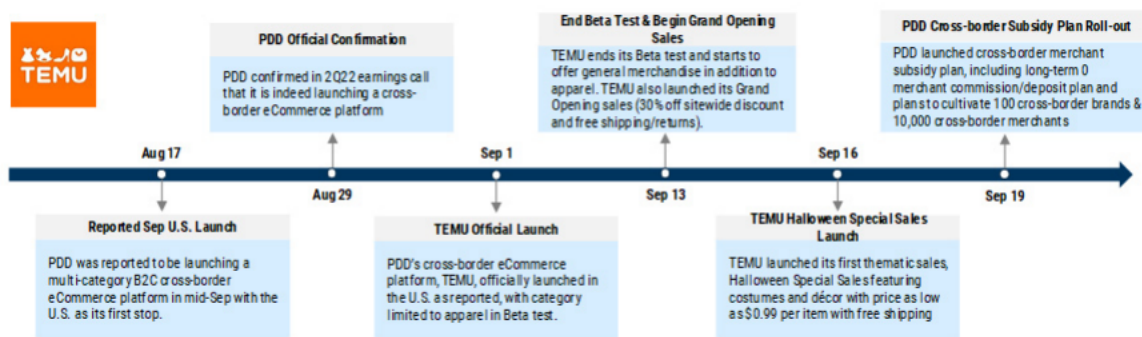 TEMU
PDD Official Confirmation
PDD confirmed in 2Q22 earnings call
that it is indeed launching a cross-
border eCommerce platform
End Beta Test & Begin Grand Opening
Sales
TEMU ends its Beta test and starts to
offer general merchandise in addition to
apparel. TEMU also launched its Grand
Opening sales (30% off sitewide discount
and free shipping/returns).
PDD Cross-border Subsidy Plan Roll-out
PDD launched cross-border merchant
subsidy plan, including long-term 0
merchant commission/deposit plan and
plans to cultivate 100 cross-border brands &
10,000 cross-border merchants
Aug 17
Sep 1
Sep 16
Aug 29
Sep 13
Sep 19
Reported Sep U.S. Launch
PDD was reported to be launching a
multi-category B2C cross-border
eCommerce platform in mid-Sep with the
U.S. as its first stop.
TEMU Official Launch
PDD's cross-border eCommerce
platform, TEMU, officially launched in
the U.S. as reported, with category
limited to apparel in Beta test.
TEMU Halloween Special Sales
Launch
TEMU launched its first thematic sales,
Halloween Special Sales featuring
costumes and décor with price as low
as $0.99 per item with free shipping